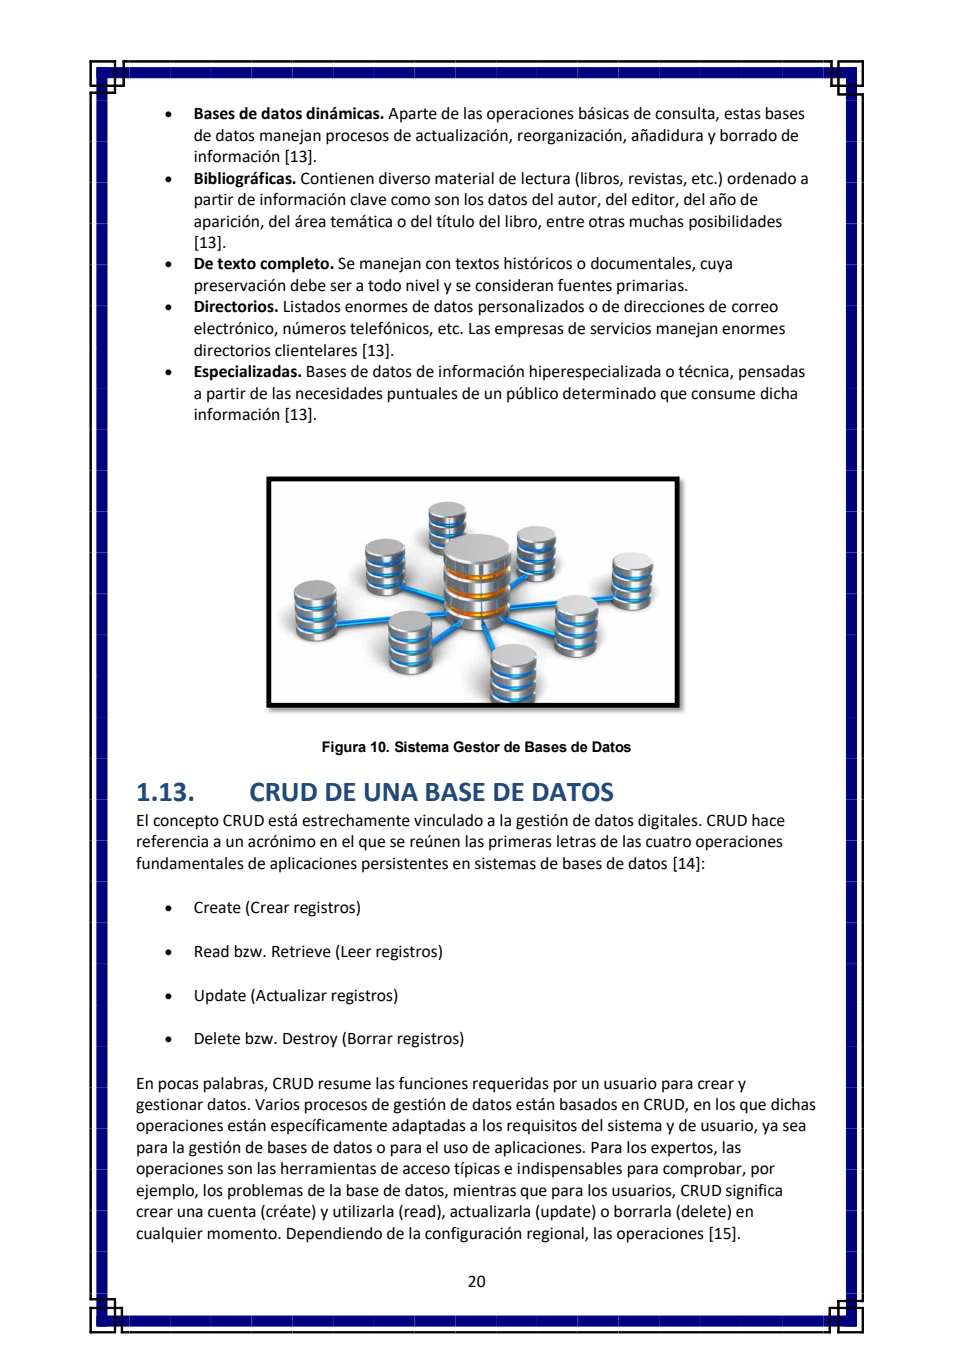 • Bases de datos dinámicas. Aparte de las operaciones básicas de consulta, estas bases
de datos manejan procesos de actualización, reorganización, añadidura y borrado de
información [13].
• Bibliográficas. Contienen diverso material de lectura (libros, revistas, etc.) ordenado a
partir de información clave como son los datos del autor, del editor, del año de
aparición, del área temática o del título del libro, entre otras muchas posibilidades
[13].
• De texto completo. Se manejan con textos históricos o documentales, cuya
preservación debe ser a todo nivel y se consideran fuentes primarias.
• Directorios. Listados enormes de datos personalizados o de direcciones de correo
electrónico, números telefónicos, etc. Las empresas de servicios manejan enormes
directorios clientelares [13].
• Especializadas. Bases de datos de información hiperespecializada o técnica, pensadas
a partir de las necesidades puntuales de un público determinado que consume dicha
información [13].
Figura 10. Sistema Gestor de Bases de Datos
1.13. CRUD DE UNA BASE DE DATOS
El concepto CRUD está estrechamente vinculado a la gestión de datos digitales. CRUD hace
referencia a un acrónimo en el que se reúnen las primeras letras de las cuatro operaciones
fundamentales de aplicaciones persistentes en sistemas de bases de datos [14]:
• Create (Crear registros)
• Read bzw. Retrieve (Leer registros)
• Update (Actualizar registros)
• Delete bzw. Destroy (Borrar registros)
En pocas palabras, CRUD resume las funciones requeridas por un usuario para crear y
gestionar datos. Varios procesos de gestión de datos están basados en CRUD, en los que dichas
operaciones están específicamente adaptadas a los requisitos del sistema y de usuario, ya sea
para la gestión de bases de datos o para el uso de aplicaciones. Para los expertos, las
operaciones son las herramientas de acceso típicas e indispensables para comprobar, por
ejemplo, los problemas de la base de datos, mientras que para los usuarios, CRUD significa
crear una cuenta (créate) y utilizarla (read), actualizarla (update) o borrarla (delete) en
cualquier momento. Dependiendo de la configuración regional, las operaciones [15].
20